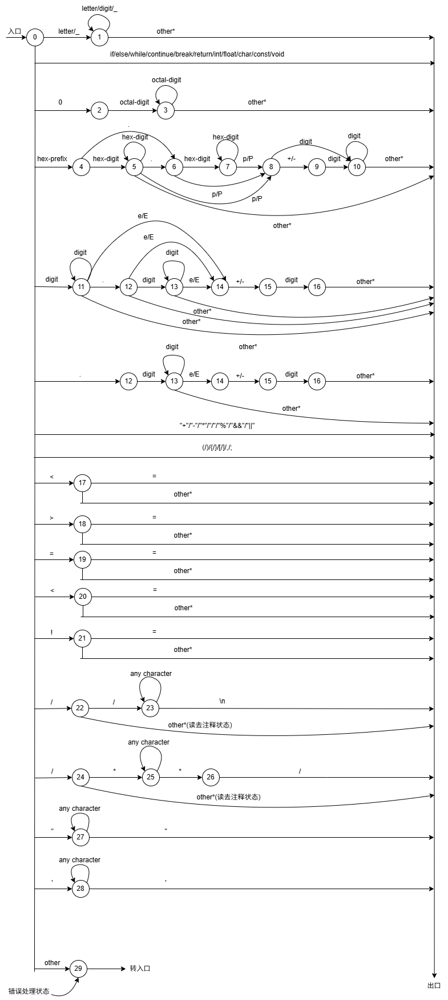 letter/digit/_
入口
0
letter/_
1
other*
if/else/while/continue/break/return/int/float/char/const/void
octal-digit
0
2
octal-digit
3
other*
.
hex-digit
hex-digit
digit
digit
hex-prefix
4
hex-digit
5
.
6
hex-digit
7
p/P
8
+/-
9
digit
10
other*
p/P
p/P
other*
e/E
e/E
digit
digit
digit
11
.
12
digit
13
e/E
14
+/-
15
digit
16
other*
other*
other*
digit
other*
.
12
digit
13
e/E
14
+/-
15
digit
16
other*
other*
"+"/"-"/"*"/"/"/"%"/"&&"/"||"
(/)/{/}/[/]/,/;
<
17
=
other*
>
18
=
other*
=
19
=
other*
<
20
=
other*
!
21
=
other*
any character
/
22
/
23
\n
other*(读去注释状态)
any character
/
24
*
25
*
26
/
other*(读去注释状态)
any character
"
27
"
any character
'
28
'
other
29
转入口
错误处理状态
出口